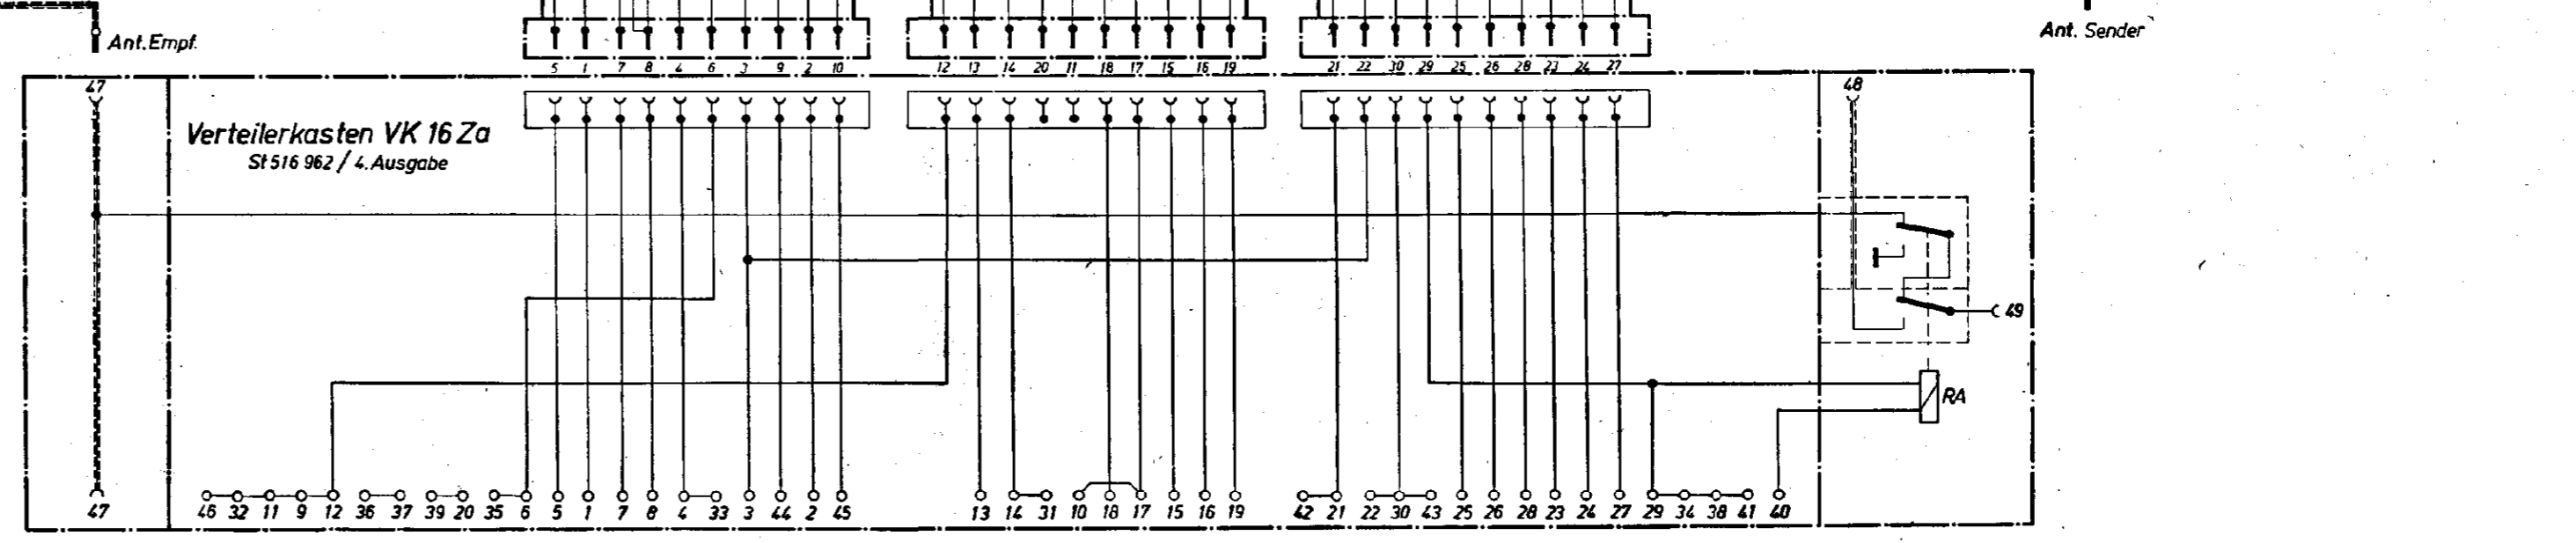 Ant. Empf.
Ant. Sender
5 1 7 8 4 6 3 9 2 10
12 13 14 20 11 18 17 15 16 19
21 22 30 29 25 26 28 23 24 27
47
48
Verteilerkasten VK 16 Za
St 516 962 / 4. Ausgabe
49
RA
47
46 32 11 9 12 36 37 39 20 35 6 5 1 7 8 4 33 3 44 2 45
13 14 31 10 18 17 15 16 19
42 21 22 30 43 25 26 28 23 24 27 29 34 38 41 40